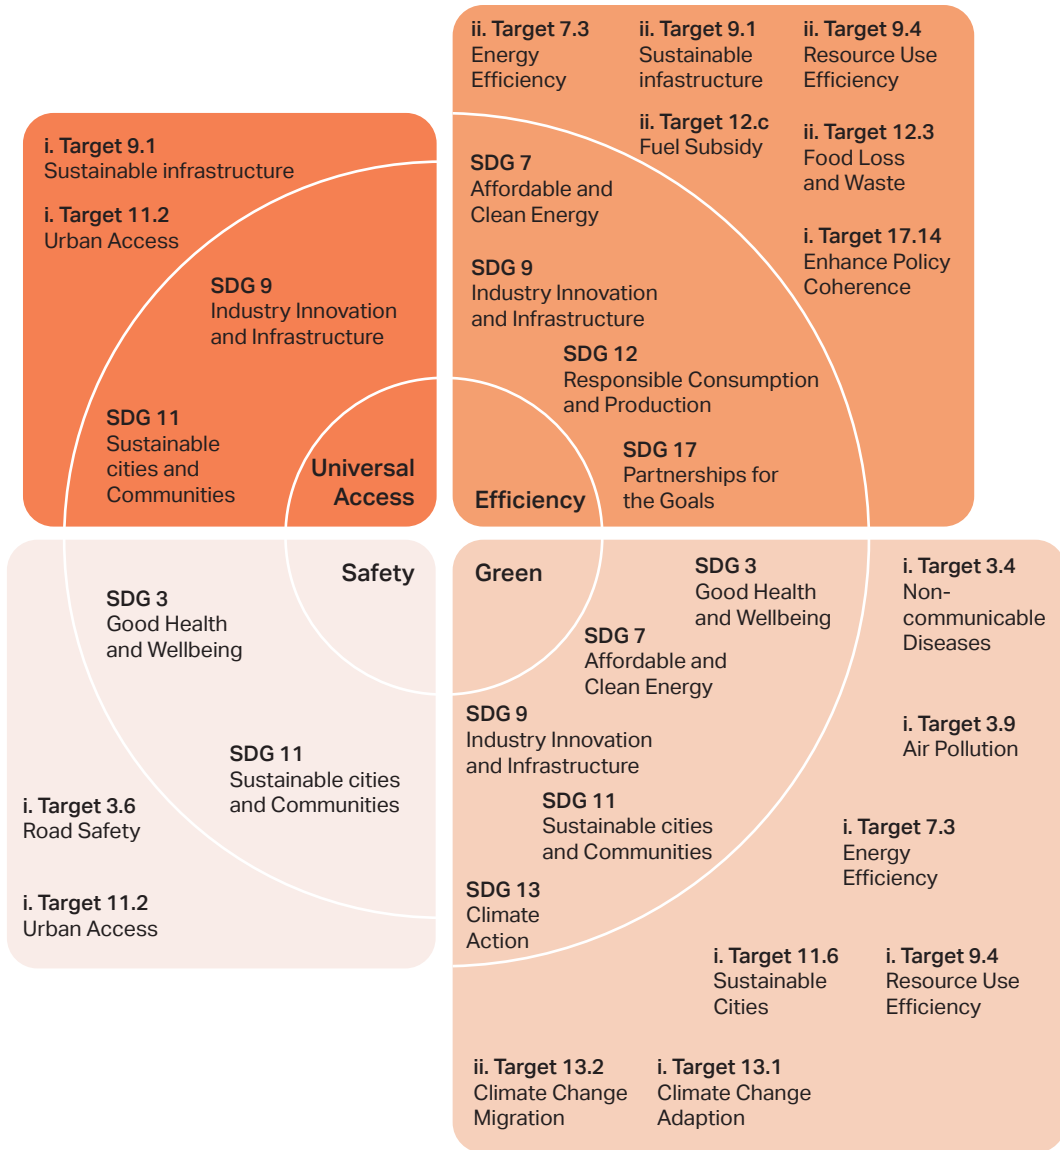 i. Target 9.1
Sustainable infrastructure
i. Target 11.2
Urban Access
SDG 9
Industry Innovation
and Infrastructure
SDG 11
Sustainable
cities and
Communities
Universal
Access
ii. Target 7.3
Energy
Efficiency
ii. Target 9.1
Sustainable
infastructure
ii. Target 9.4
Resource Use
Efficiency
ii. Target 12.c
Fuel Subsidy
ii. Target 12.3
Food Loss
and Waste
i. Target 17.14
Enhance Policy
Coherence
SDG 7
Affordable and
Clean Energy
SDG 9
Industry Innovation
and Infrastructure
SDG 12
Responsible Consumption
and Production
SDG 17
Partnerships for
the Goals
Efficiency
Safety
SDG 3
Good Health
and Wellbeing
SDG 11
Sustainable cities
and Communities
i. Target 3.6
Road Safety
i. Target 11.2
Urban Access
Green
SDG 3
Good Health
and Wellbeing
SDG 7
Affordable and
Clean Energy
SDG 9
Industry Innovation
and Infrastructure
SDG 11
Sustainable cities
and Communities
SDG 13
Climate
Action
i. Target 3.4
Non-
communicable
Diseases
i. Target 3.9
Air Pollution
i. Target 7.3
Energy
Efficiency
i. Target 11.6
Sustainable
Cities
i. Target 9.4
Resource Use
Efficiency
ii. Target 13.2
Climate Change
Migration
i. Target 13.1
Climate Change
Adaption